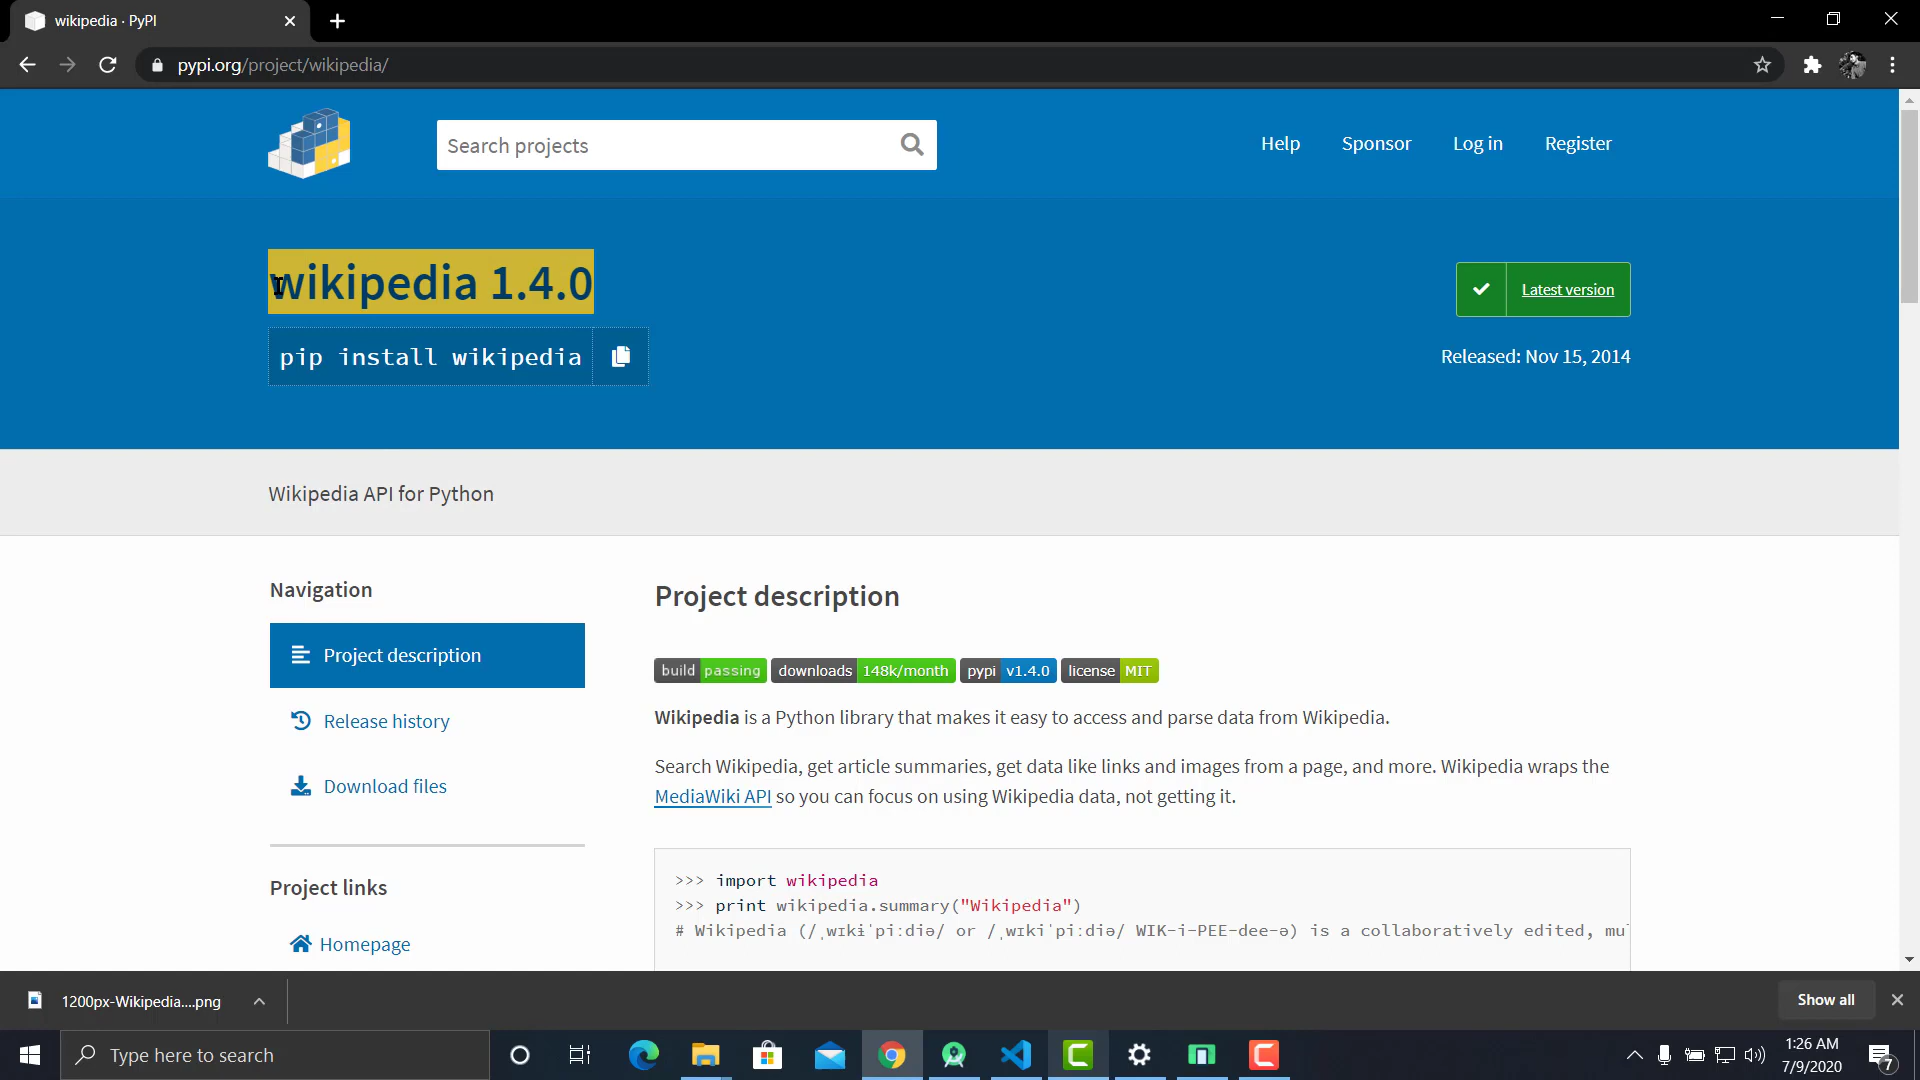 wikipedia · PyPI
pypi.org/project/wikipedia/
Search projects
Help
Sponsor
Log in
Register
wikipedia 1.4.0
Latest version
pip install wikipedia
Released: Nov 15, 2014
Wikipedia API for Python
Navigation
Project description
Release history
Download files
Project links
Homepage
Project description
build passing downloads 148k/month pypi v1.4.0 license MIT
Wikipedia is a Python library that makes it easy to access and parse data from Wikipedia.
Search Wikipedia, get article summaries, get data like links and images from a page, and more. Wikipedia wraps the
MediaWiki API so you can focus on using Wikipedia data, not getting it.
>>> import wikipedia
>>> print wikipedia.summary("Wikipedia")
# Wikipedia (/ˌwɪkɨˈpiːdiə/ or /ˌwɪkiˈpiːdiə/ WIK-i-PEE-dee-ə) is a collaboratively edited, mu
1200px-Wikipedia....png
Show all
Type here to search
1:26 AM
7/9/2020
7